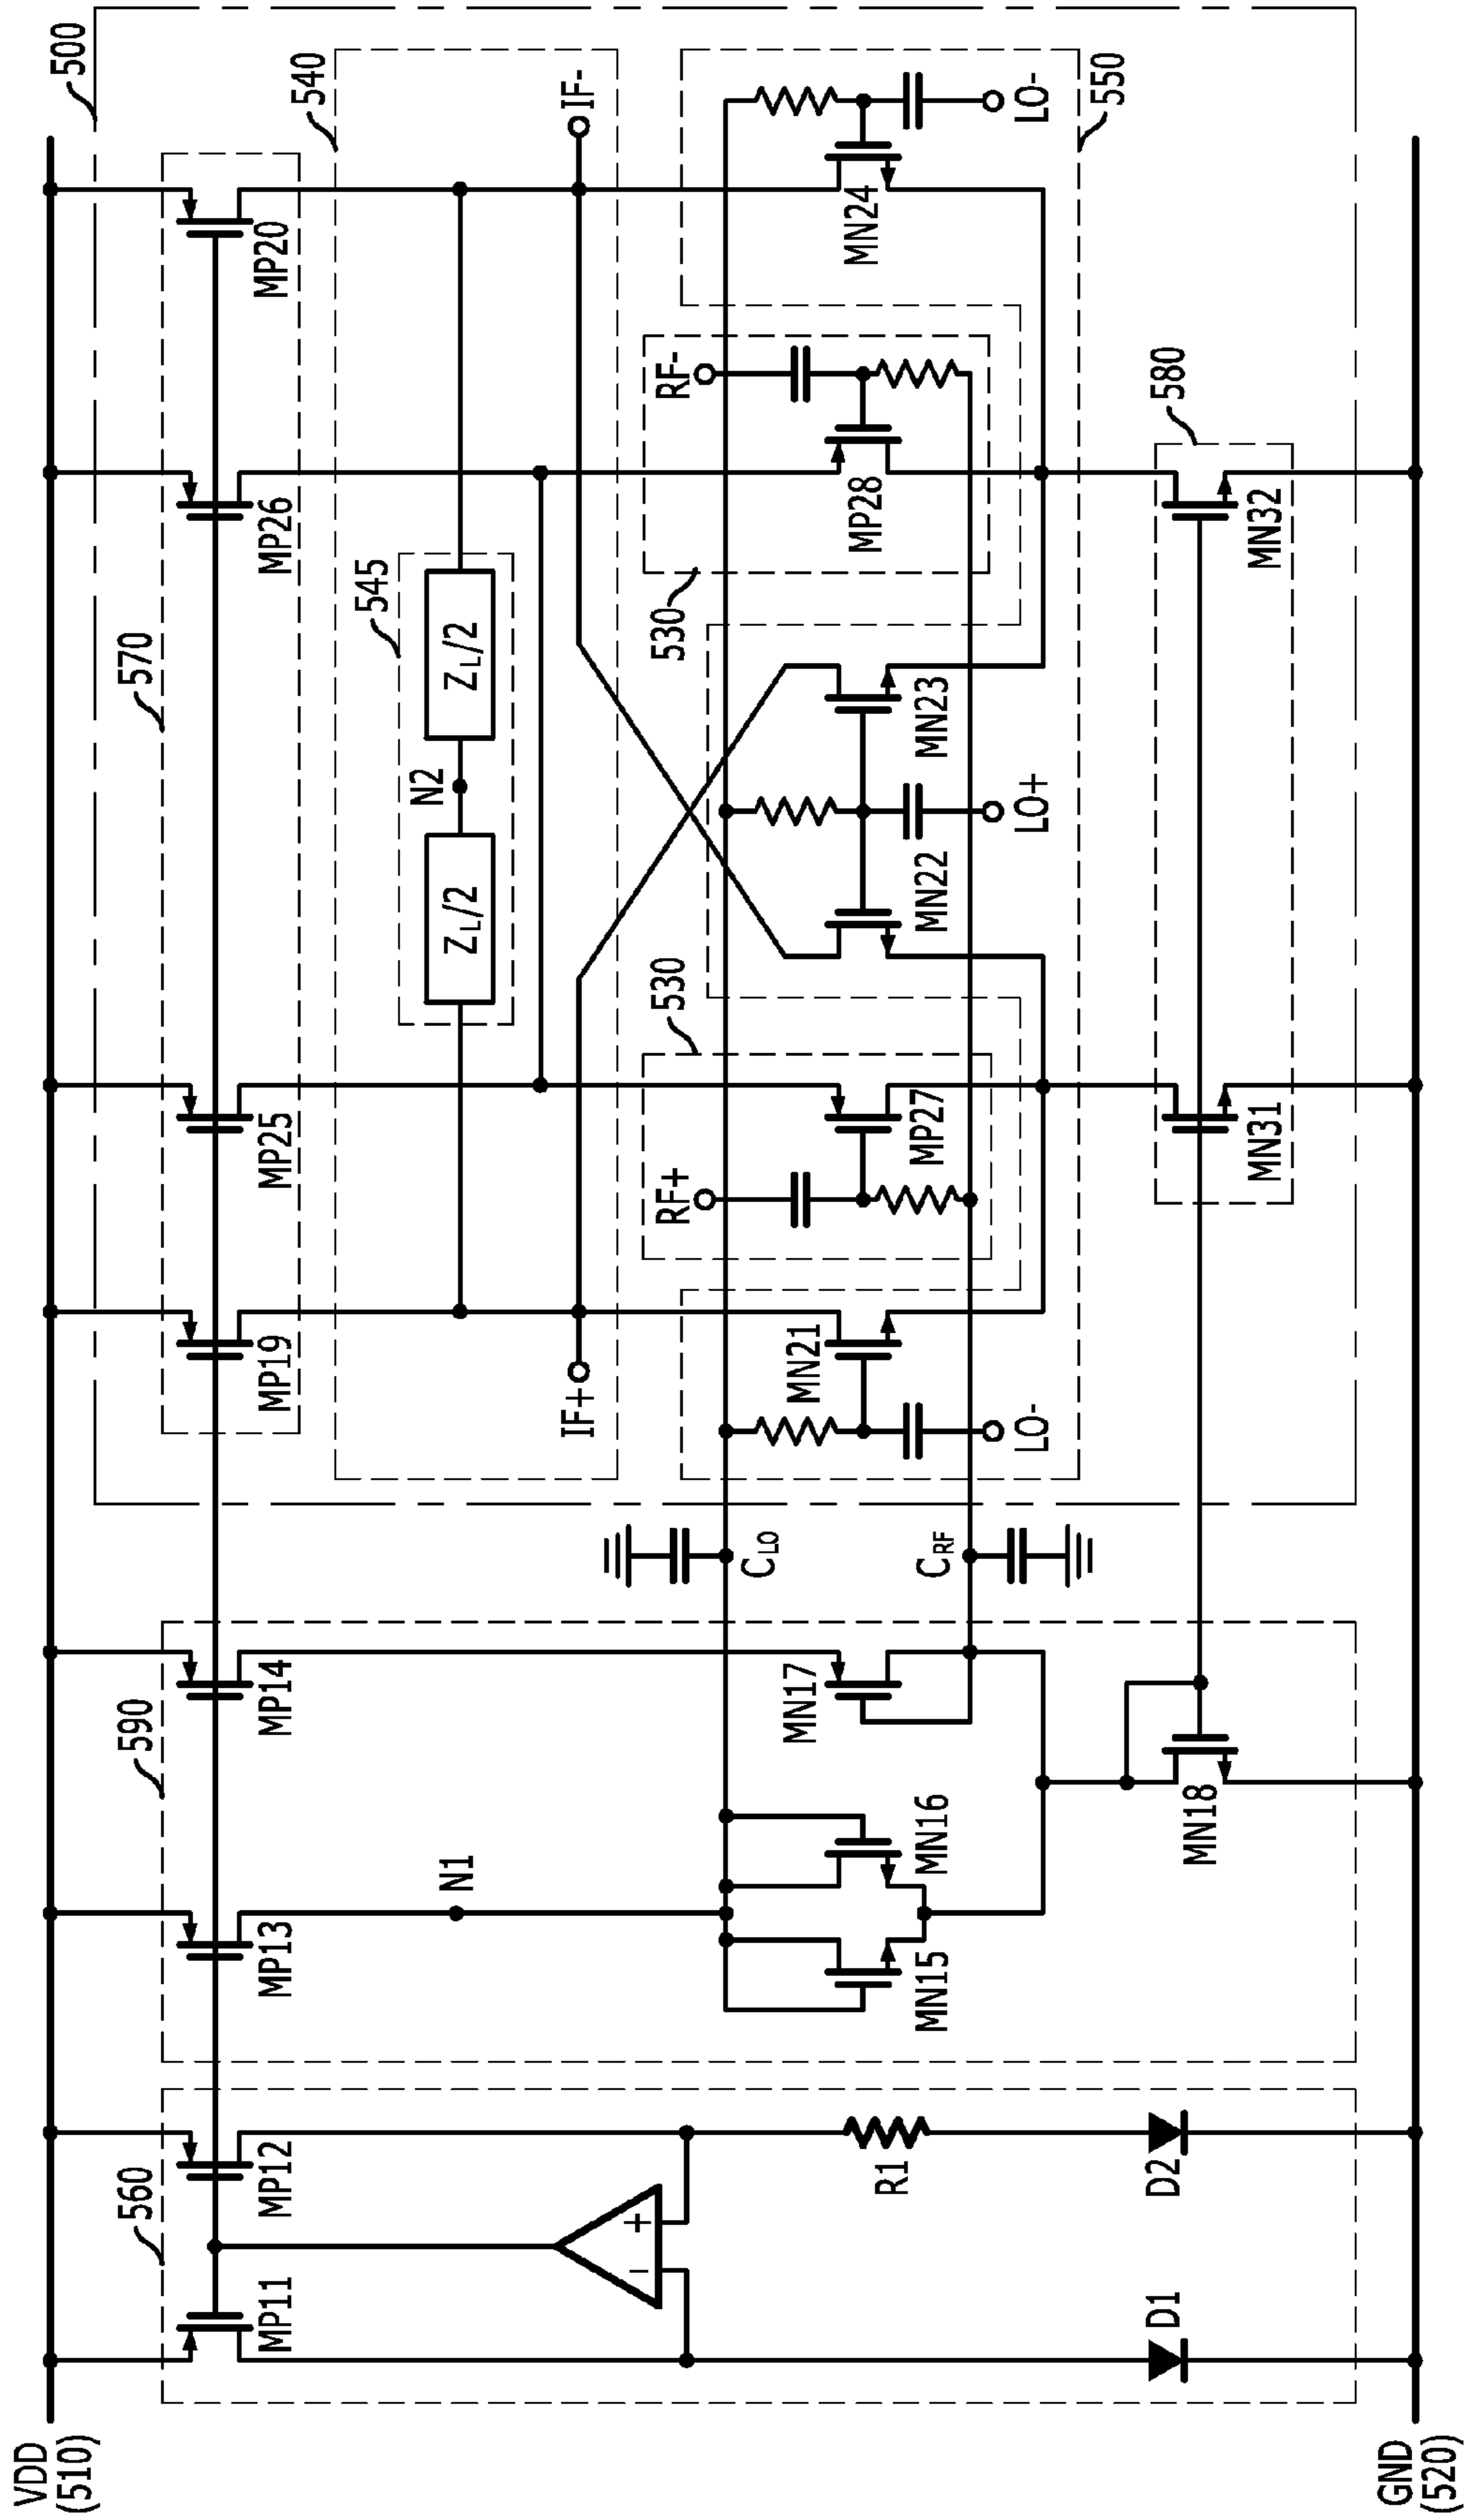 500
VDD
(510)
560
590
570
540
MP11
MP12
MP13
MP14
MP19
MP25
MP26
MP20
545
N1
N2
ZL/2
ZL/2
IF+
IF-
+
-
530
530
RF+
RF-
CLO
CRF
MN15
MN16
MN17
MN21
MP27
MN22
MN23
MP28
MN24
LO-
LO+
LO-
550
R1
D1
D2
MN18
MN31
MN32
580
GND
(520)